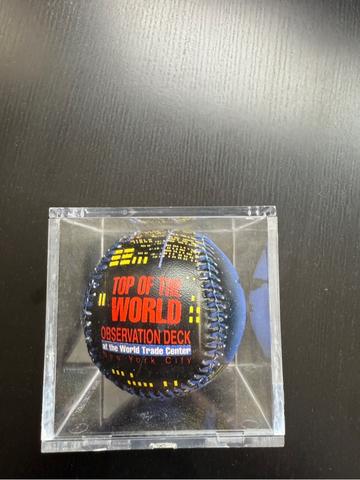 TOP OF THE
WORLD
OBSERVATION DECK
at the World Trade Center
New York City